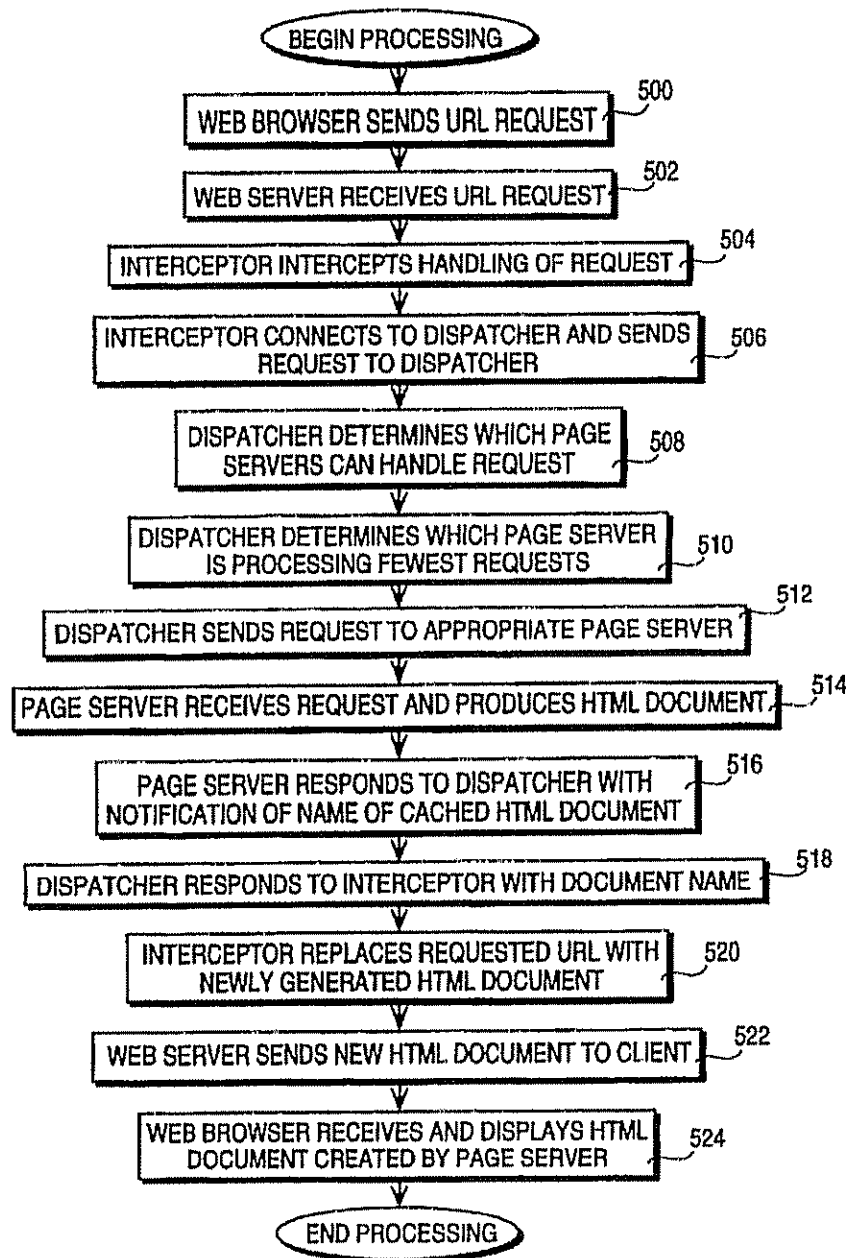 BEGIN PROCESSING
500
WEB BROWSER SENDS URL REQUEST
502
WEB SERVER RECEIVES URL REQUEST
504
INTERCEPTOR INTERCEPTS HANDLING OF REQUEST
INTERCEPTOR CONNECTS TO DISPATCHER AND SENDS
REQUEST TO DISPATCHER
506
DISPATCHER DETERMINES WHICH PAGE
SERVERS CAN HANDLE REQUEST
508
DISPATCHER DETERMINES WHICH PAGE SERVER
IS PROCESSING FEWEST REQUESTS
510
512
DISPATCHER SENDS REQUEST TO APPROPRIATE PAGE SERVER
PAGE SERVER RECEIVES REQUEST AND PRODUCES HTML DOCUMENT
514
PAGE SERVER RESPONDS TO DISPATCHER WITH
NOTIFICATION OF NAME OF CACHED HTML DOCUMENT
516
518
DISPATCHER RESPONDS TO INTERCEPTOR WITH DOCUMENT NAME
INTERCEPTOR REPLACES REQUESTED URL WITH
NEWLY GENERATED HTML DOCUMENT
520
WEB SERVER SENDS NEW HTML DOCUMENT TO CLIENT
522
WEB BROWSER RECEIVES AND DISPLAYS HTML
DOCUMENT CREATED BY PAGE SERVER
524
END PROCESSING